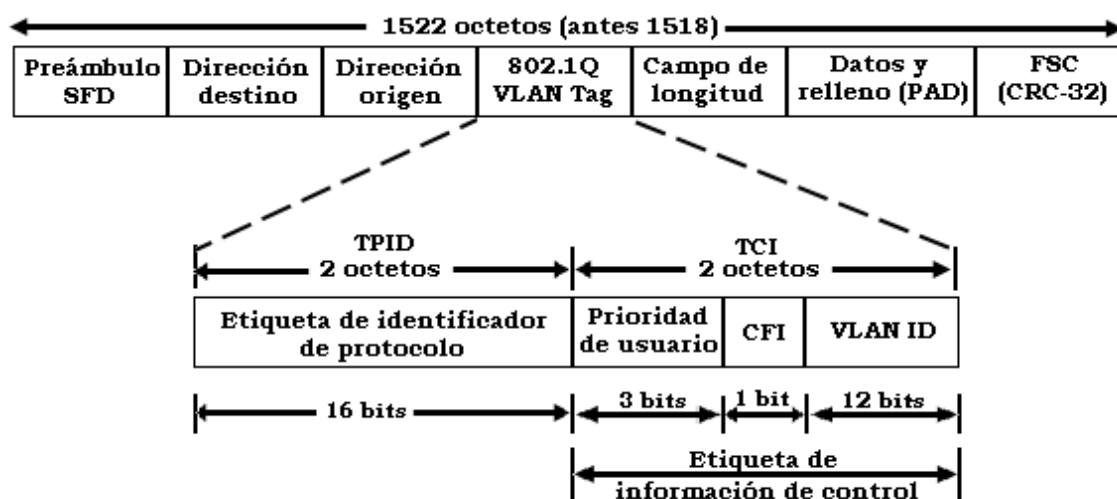 1522 octetos (antes 1518)
Preámbulo SFD
Dirección destino
Dirección origen
802.1Q VLAN Tag
Campo de longitud
Datos y relleno (PAD)
FSC (CRC-32)
TPID
2 octetos
TCI
2 octetos
Etiqueta de identificador de protocolo
Prioridad de usuario
CFI
VLAN ID
16 bits
3 bits
1 bit
12 bits
Etiqueta de
información de control